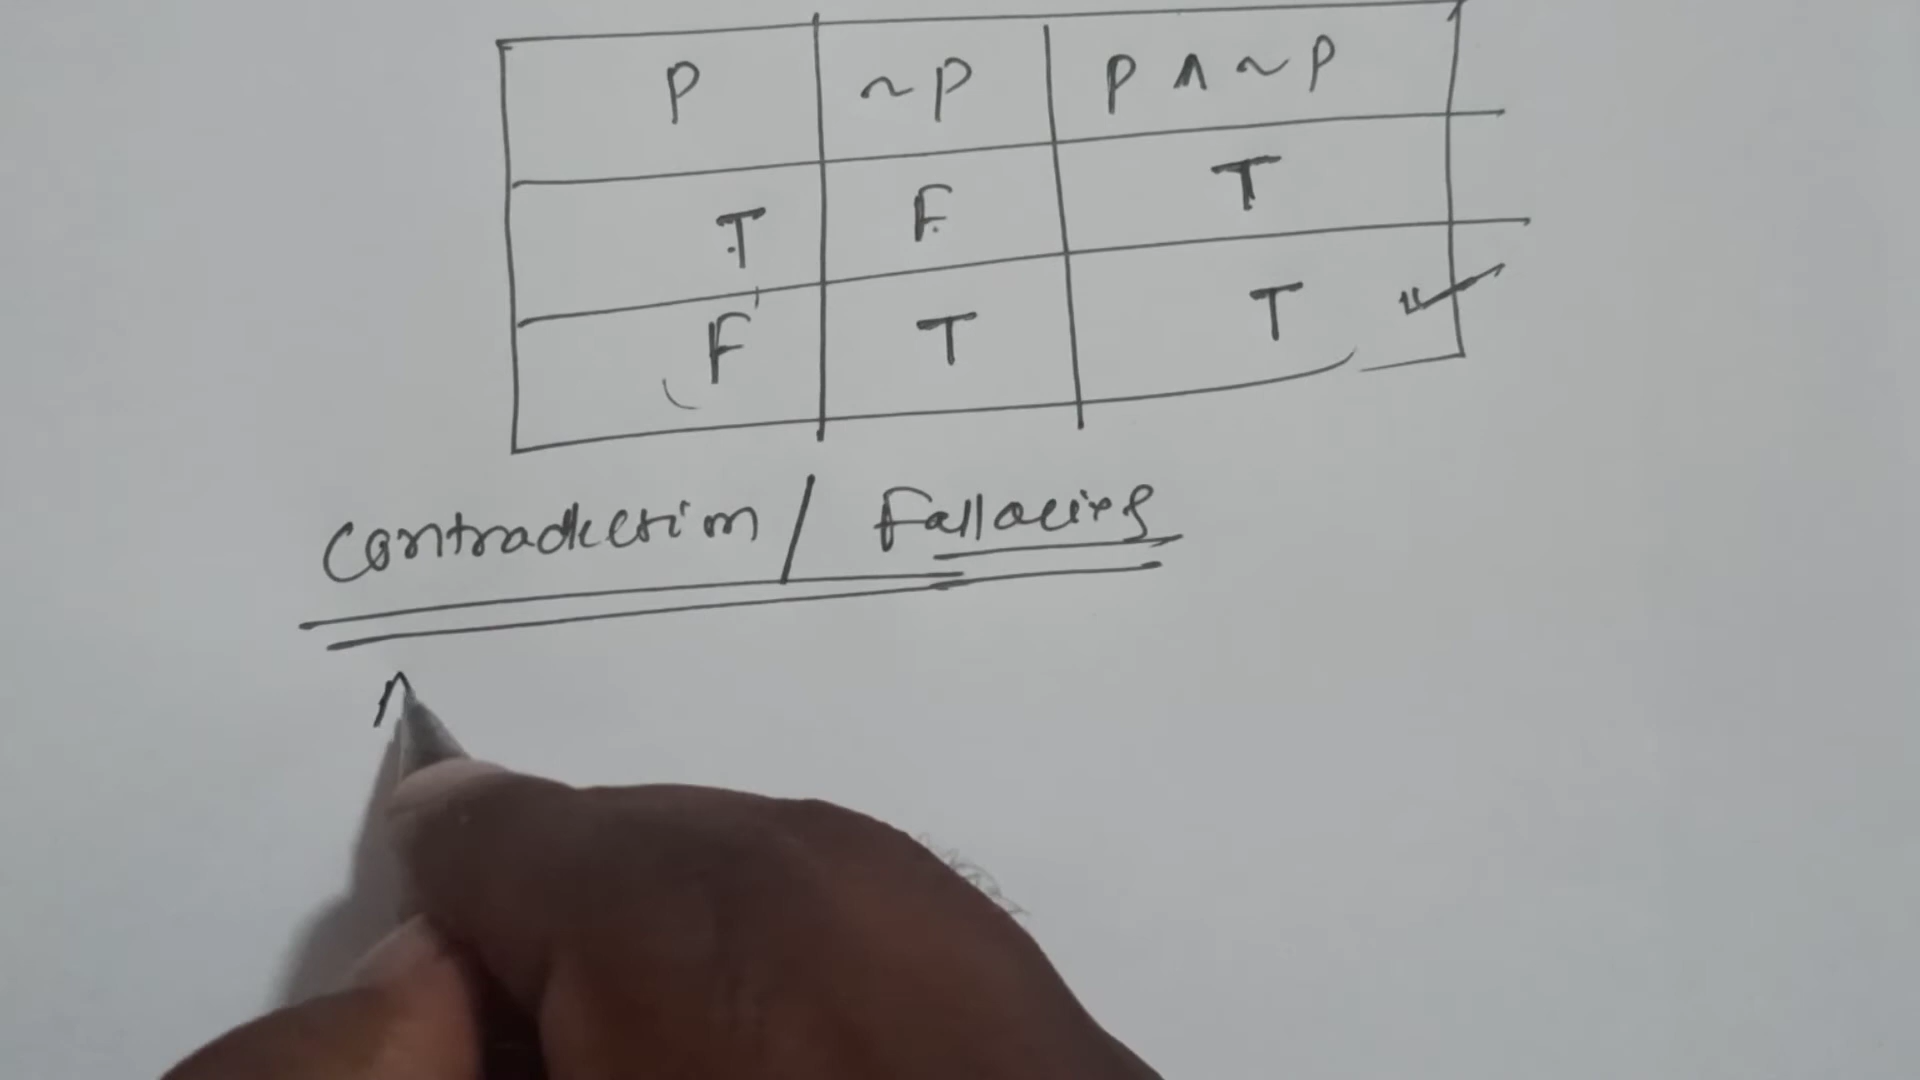 P ~P P ∧ ~P
T F T
F T T
Contradiction / Fallacies